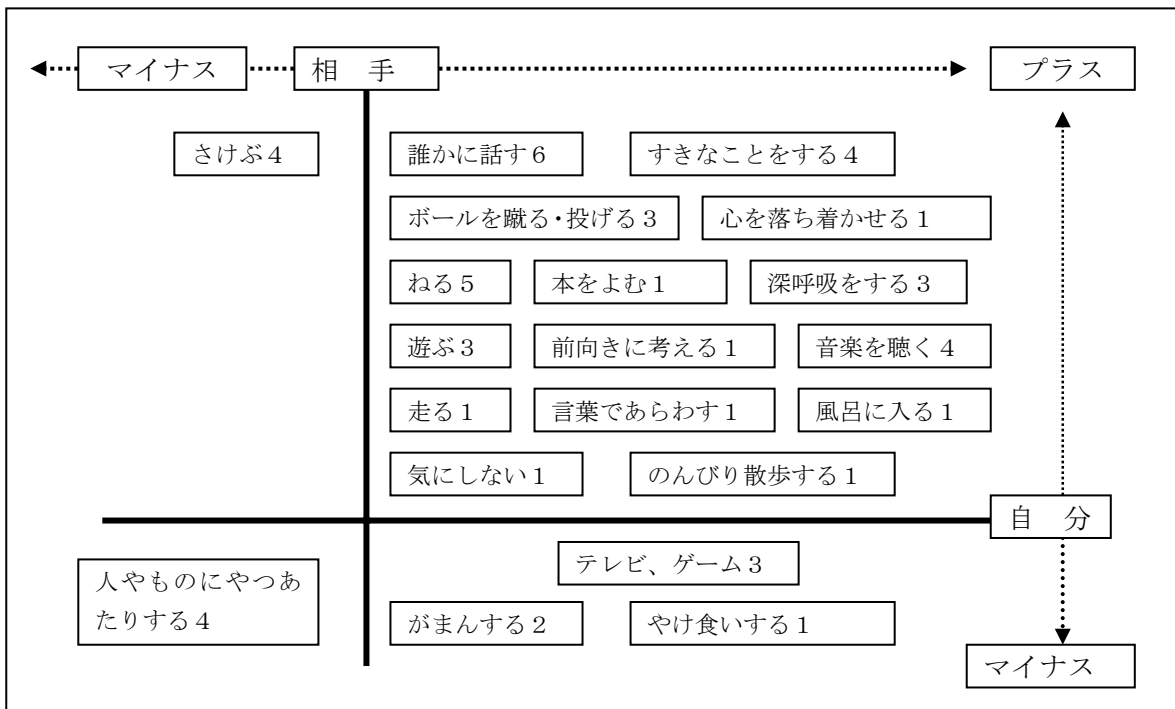 マイナス
相 手
プラス
さけぶ4
誰かに話す6
すきなことをする4
ボールを蹴る・投げる3
心を落ち着かせる1
ねる5
本をよむ1
深呼吸をする3
遊ぶ3
前向きに考える1
音楽を聴く4
走る1
言葉であらわす1
風呂に入る1
気にしない1
のんびり散歩する1
自 分
テレビ、ゲーム3
人やものにやつあ
たりする4
がまんする2
やけ食いする1
マイナス